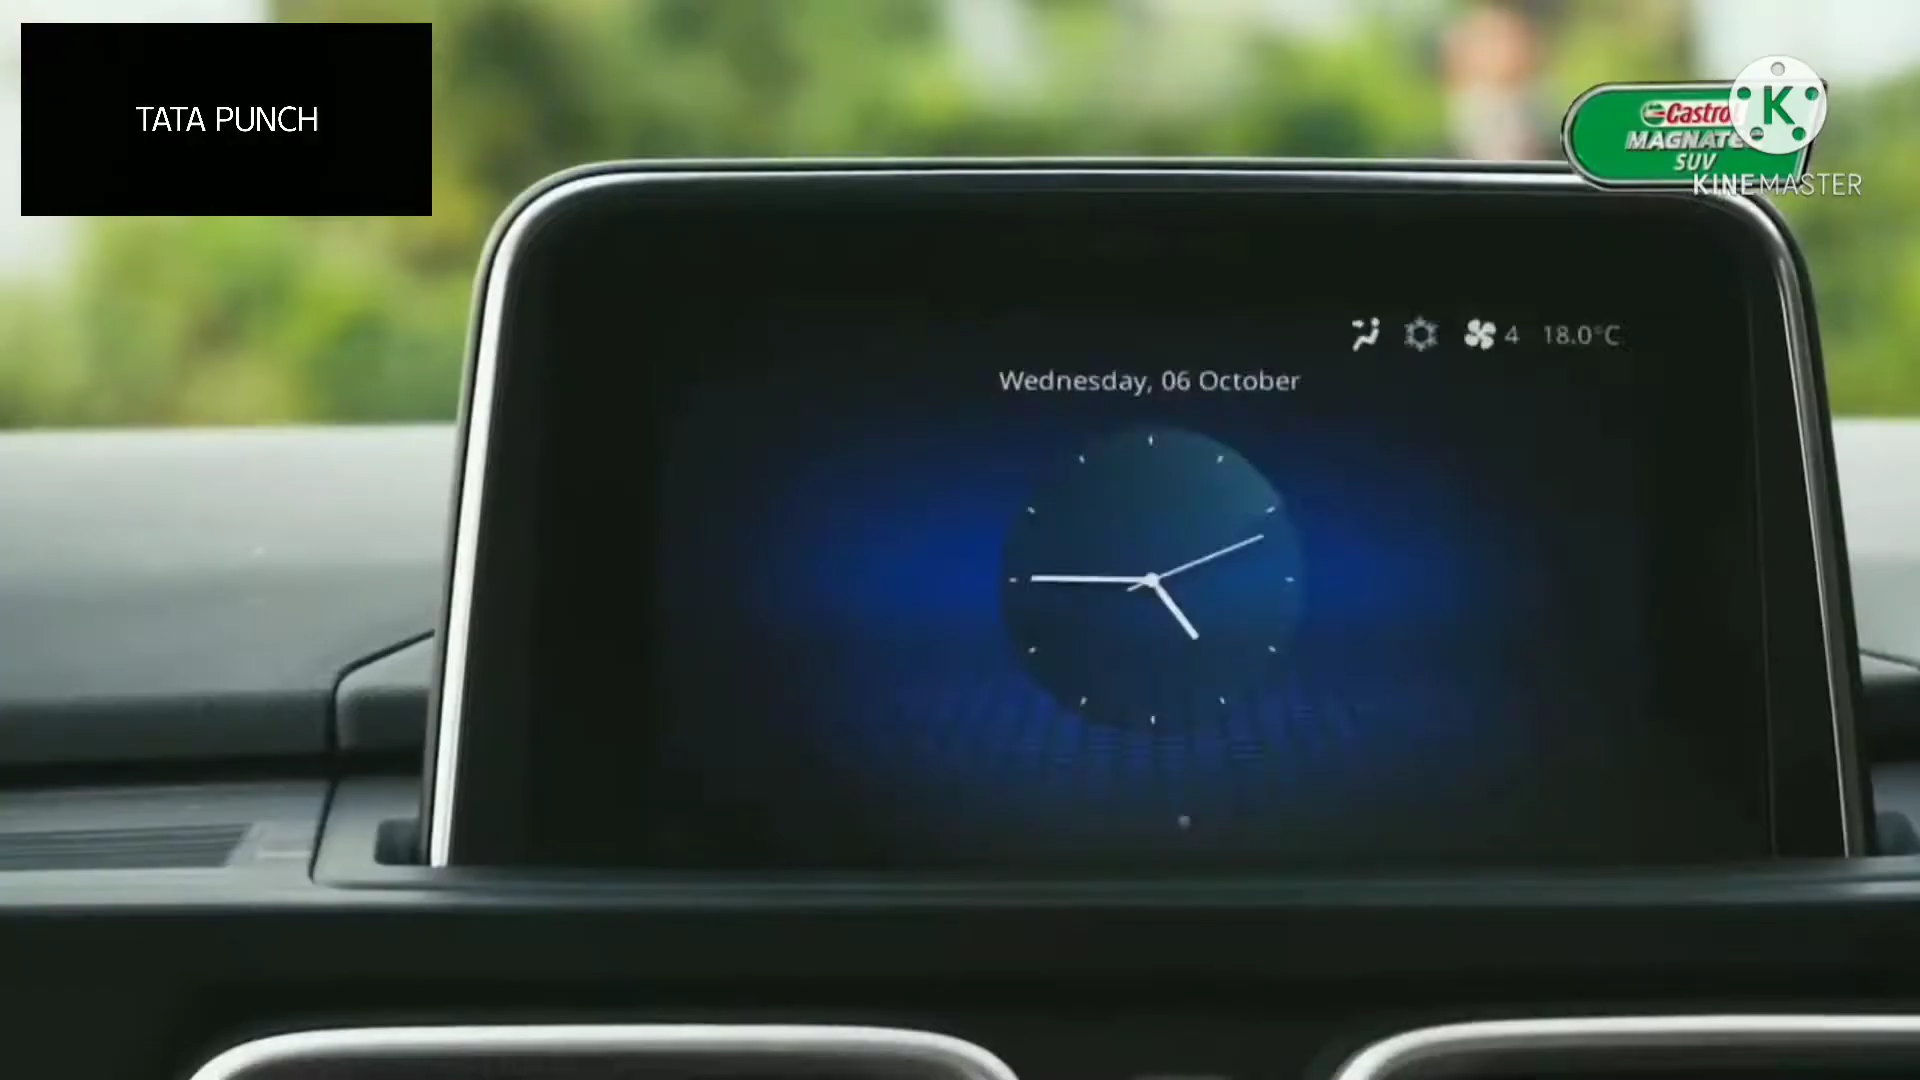 TATA PUNCH
Castrol
MAGNATEC
SUV
K
KINEMASTER
4 18.0°C
Wednesday, 06 October